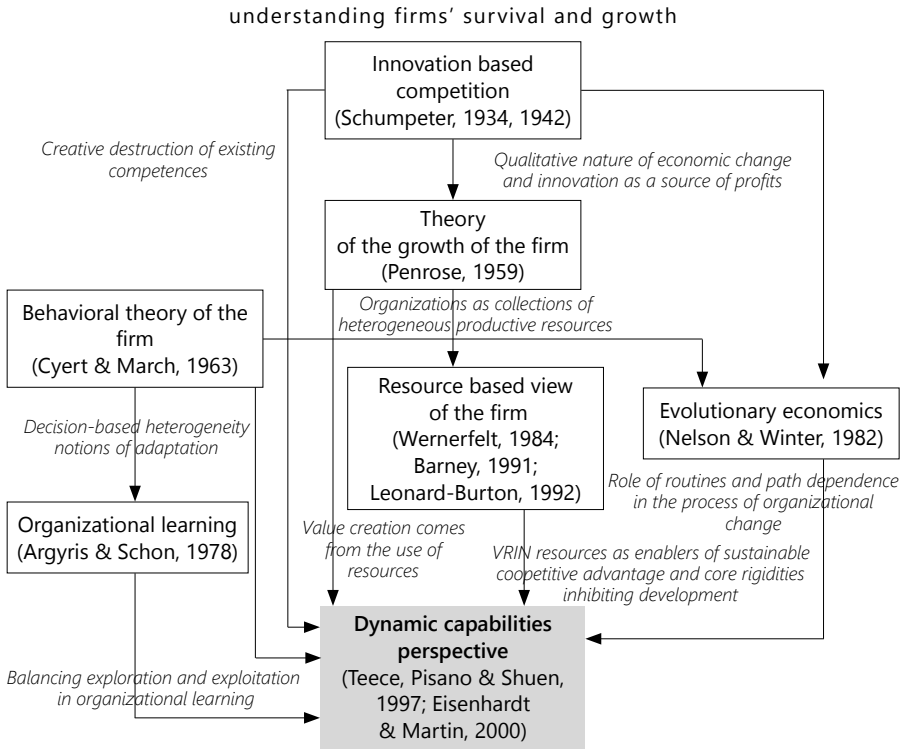 understanding firms' survival and growth
Innovation based
competition
(Schumpeter, 1934, 1942)
Creative destruction of existing
competences
Qualitative nature of economic change
and innovation as a source of profits
Theory
of the growth of the firm
(Penrose, 1959)
Organizations as collections of
heterogeneous productive resources
Behavioral theory of the
firm
(Cyert & March, 1963)
Resource based view
of the firm
(Wernerfelt, 1984;
Barney, 1991;
Leonard-Burton, 1992)
Evolutionary economics
(Nelson & Winter, 1982)
Decision-based heterogeneity
notions of adaptation
Role of routines and path dependence
in the process of organizational
change
Organizational learning
(Argyris & Schon, 1978)
Value creation comes
from the use of
resources
VRIN resources as enablers of sustainable
coopetitive advantage and core rigidities
inhibiting development
Dynamic capabilities
perspective
(Teece, Pisano & Shuen,
1997; Eisenhardt
& Martin, 2000)
Balancing exploration and exploitation
in organizational learning